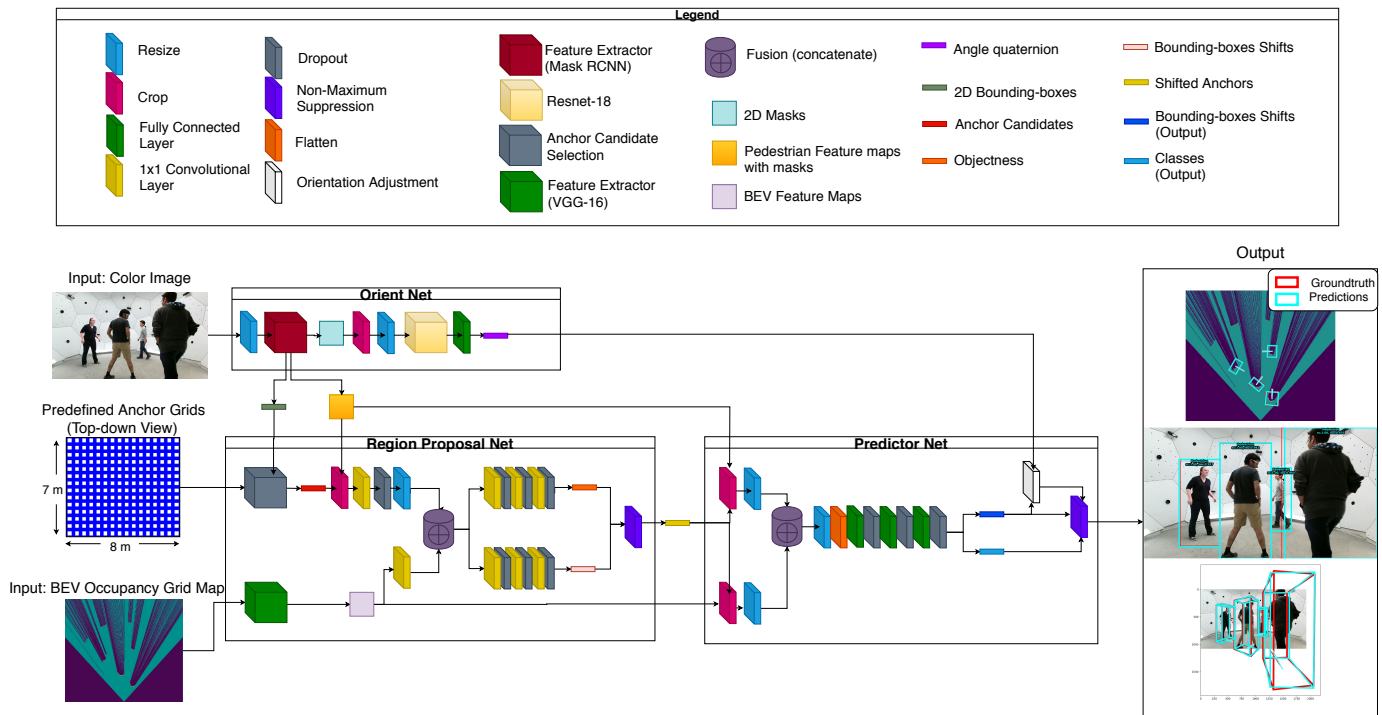 Legend
Resize
Crop
Fully Connected
Layer
1x1 Convolutional
Layer
Dropout
Non-Maximum
Suppression
Flatten
Orientation Adjustment
Feature Extractor
(Mask RCNN)
Resnet-18
Anchor Candidate
Selection
Feature Extractor
(VGG-16)
Fusion (concatenate)
2D Masks
Pedestrian Feature maps
with masks
BEV Feature Maps
Angle quaternion
2D Bounding-boxes
Anchor Candidates
Objectness
Bounding-boxes Shifts
Shifted Anchors
Bounding-boxes Shifts
(Output)
Classes
(Output)
Input: Color Image
Orient Net
Output
Groundtruth
Predictions
Predefined Anchor Grids
(Top-down View)
7 m
8 m
Region Proposal Net
Predictor Net
Input: BEV Occupancy Grid Map